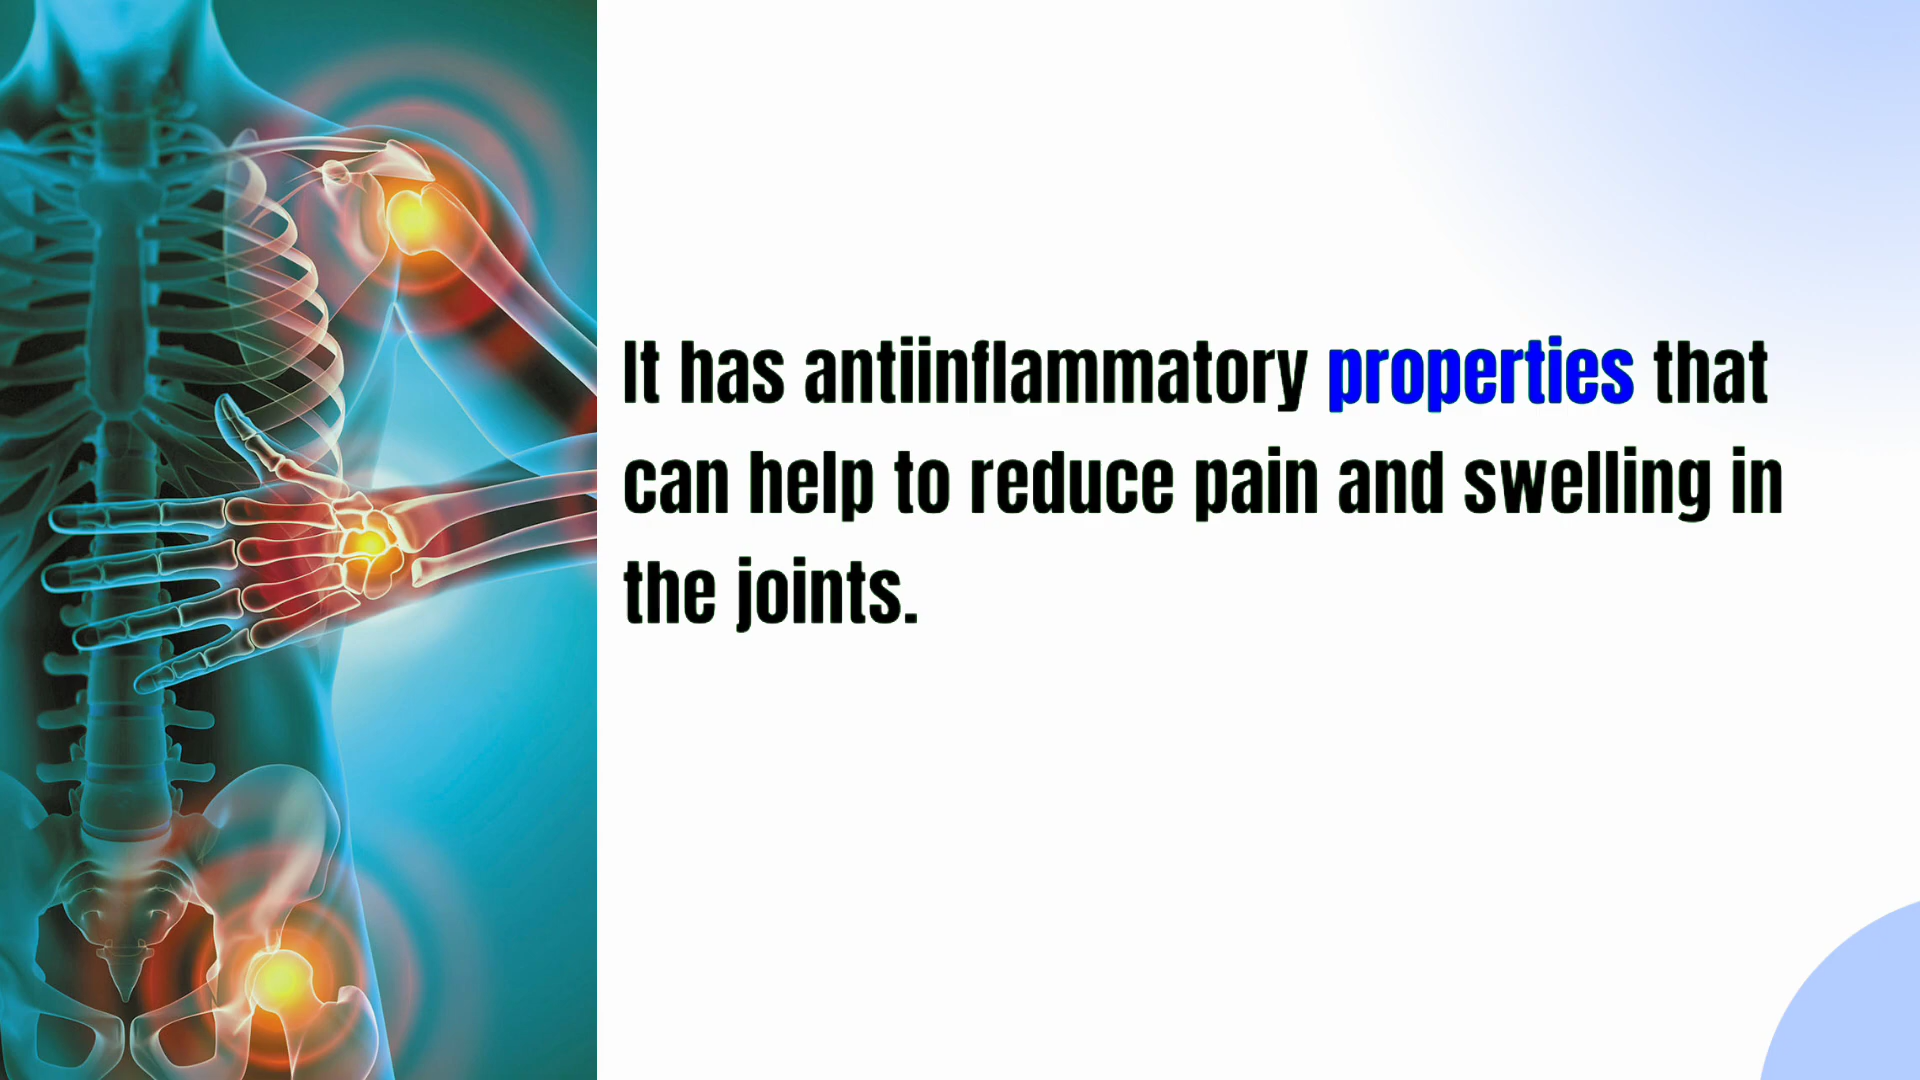 It has antiinflammatory properties that
can help to reduce pain and swelling in
the joints.